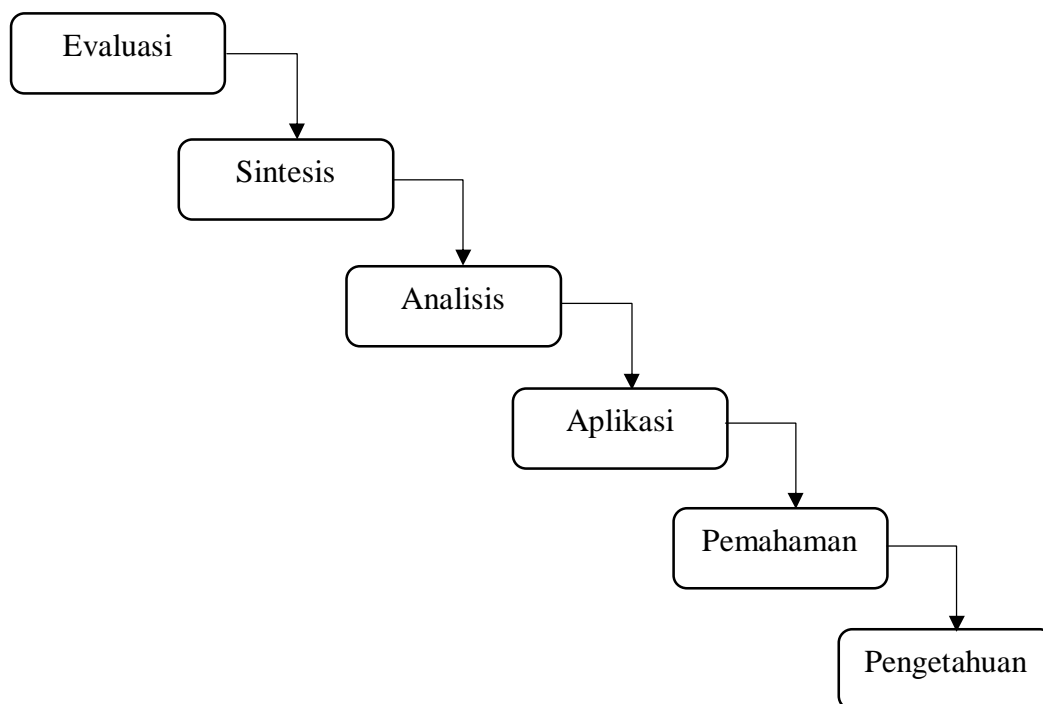 Evaluasi
Sintesis
Analisis
Aplikasi
Pemahaman
Pengetahuan